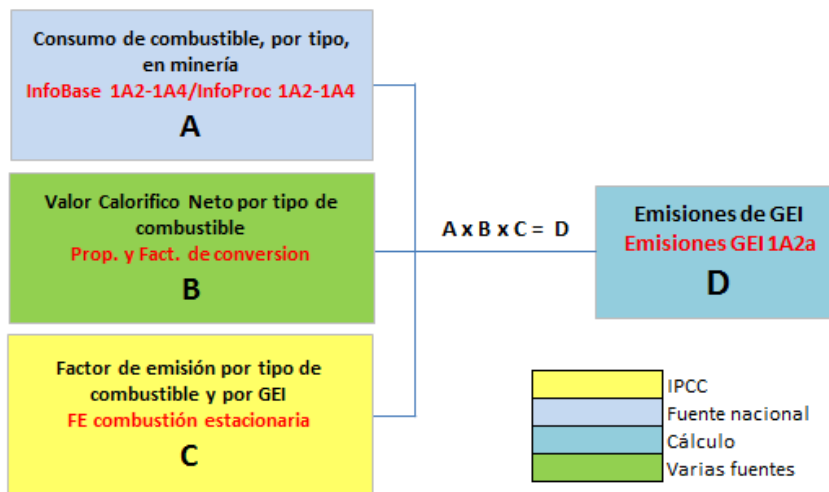 Consumo de combustible, por tipo,
en minería
InfoBase 1A2-1A4/InfoProc 1A2-1A4
A
Valor Calorifico Neto por tipo de
combustible
Prop. y Fact. de conversion
B
Factor de emisión por tipo de
combustible y por GEI
FE combustión estacionaria
C
A x B x C = D
Emisiones de GEI
Emisiones GEI 1A2a
D
IPCC
Fuente nacional
Cálculo
Varias fuentes